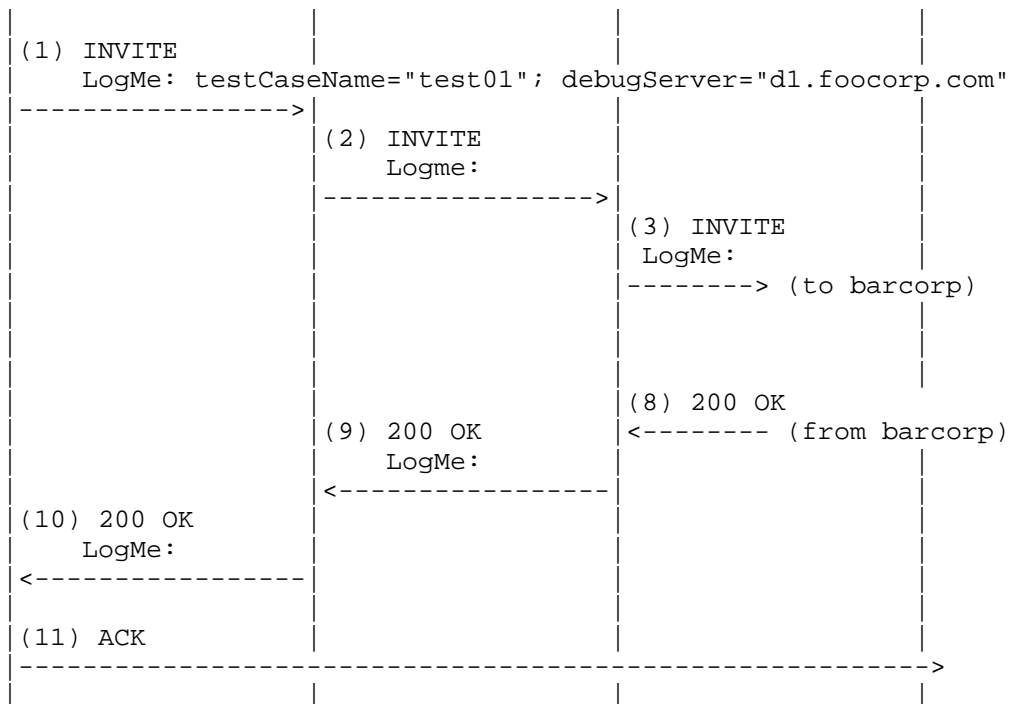 (1) INVITE
LogMe: testCaseName="test01"; debugServer="d1.foocorp.com"
(2) INVITE
Logme:
(3) INVITE
LogMe:
(to barcorp)
(8) 200 OK
(9) 200 OK
(from barcorp)
LogMe:
(10) 200 OK
LogMe:
(11) ACK